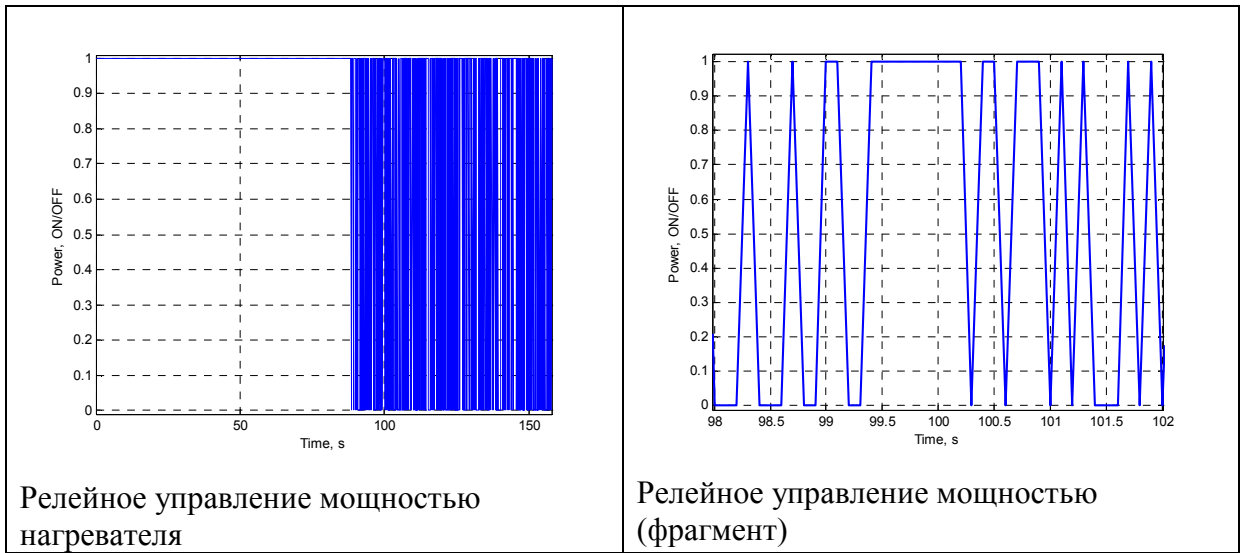 1
0.9
0.8
0.7
0.6
0.5
0.4
0.3
0.2
0.1
0
Power, ON/OFF
0 50 100 150
Time, s
Релейное управление мощностью
нагревателя
1
0.9
0.8
0.7
0.6
0.5
0.4
0.3
0.2
0.1
0
Power, ON/OFF
98 98.5 99 99.5 100 100.5 101 101.5 102
Time, s
Релейное управление мощностью
(фрагмент)